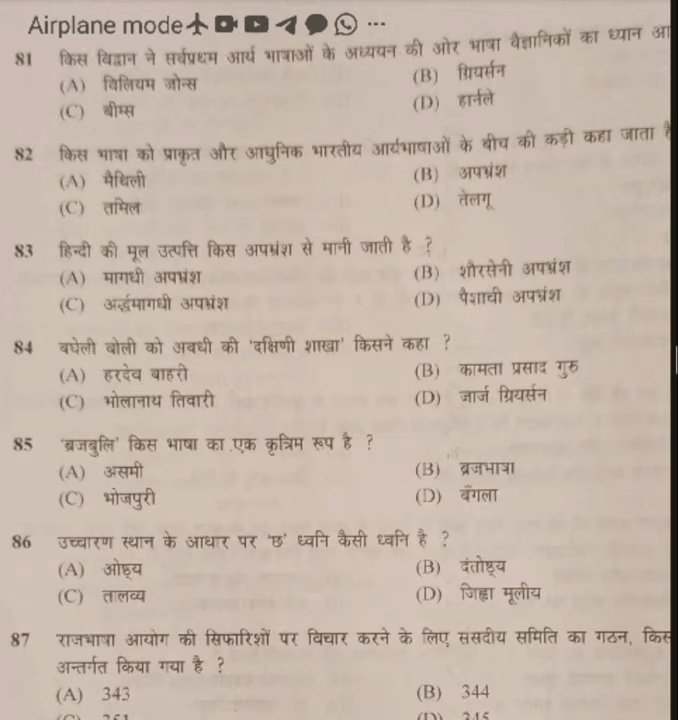 Airplane mode
81 किस विद्वान ने सर्वप्रथम आर्य भाषाओं के अध्ययन की ओर भाषा वैज्ञानिकों का ध्यान आ
(A) विलियम जोन्स (B) ग्रियर्सन
(C) बीम्स (D) हार्नले
82 किस भाषा को प्राकृत और आधुनिक भारतीय आर्यभाषाओं के बीच की कड़ी कहा जाता है
(A) मैथिली (B) अपभ्रंश
(C) तमिल (D) तेलगू
83 हिन्दी की मूल उत्पत्ति किस अपभ्रंश से मानी जाती है ?
(A) मागधी अपभ्रंश (B) शौरसेनी अपभ्रंश
(C) अर्द्धमागधी अपभ्रंश (D) पैशाची अपभ्रंश
84 बघेली बोली को अवधी की 'दक्षिणी शाखा' किसने कहा ?
(A) हरदेव बाहरी (B) कामता प्रसाद गुरु
(C) भोलानाथ तिवारी (D) जार्ज ग्रियर्सन
85 'ब्रजबुलि' किस भाषा का एक कृत्रिम रूप है ?
(A) असमी (B) ब्रजभाषा
(C) भोजपुरी (D) बँगला
86 उच्चारण स्थान के आधार पर 'छ' ध्वनि कैसी ध्वनि है ?
(A) ओष्ठ्य (B) दंतोष्ठ्य
(C) तालव्य (D) जिह्वा मूलीय
87 राजभाषा आयोग की सिफारिशों पर विचार करने के लिए संसदीय समिति का गठन, किस
अन्तर्गत किया गया है ?
(A) 343 (B) 344
(C) 351 (D) 345